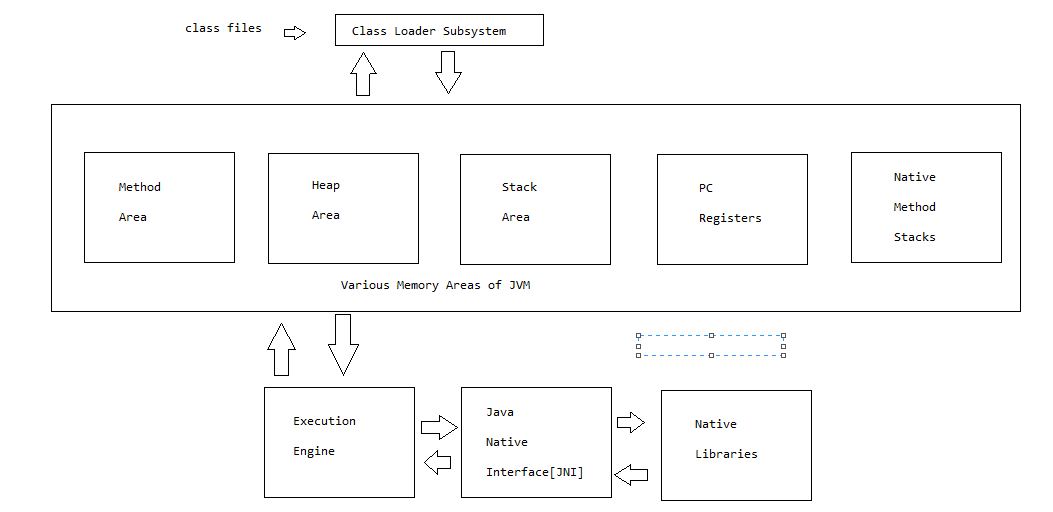 class files
Class Loader Subsystem
Method
Area
Heap
Area
Stack
Area
PC
Registers
Native
Method
Stacks
Various Memory Areas of JVM
Execution
Engine
Java
Native
Interface[JNI]
Native
Libraries